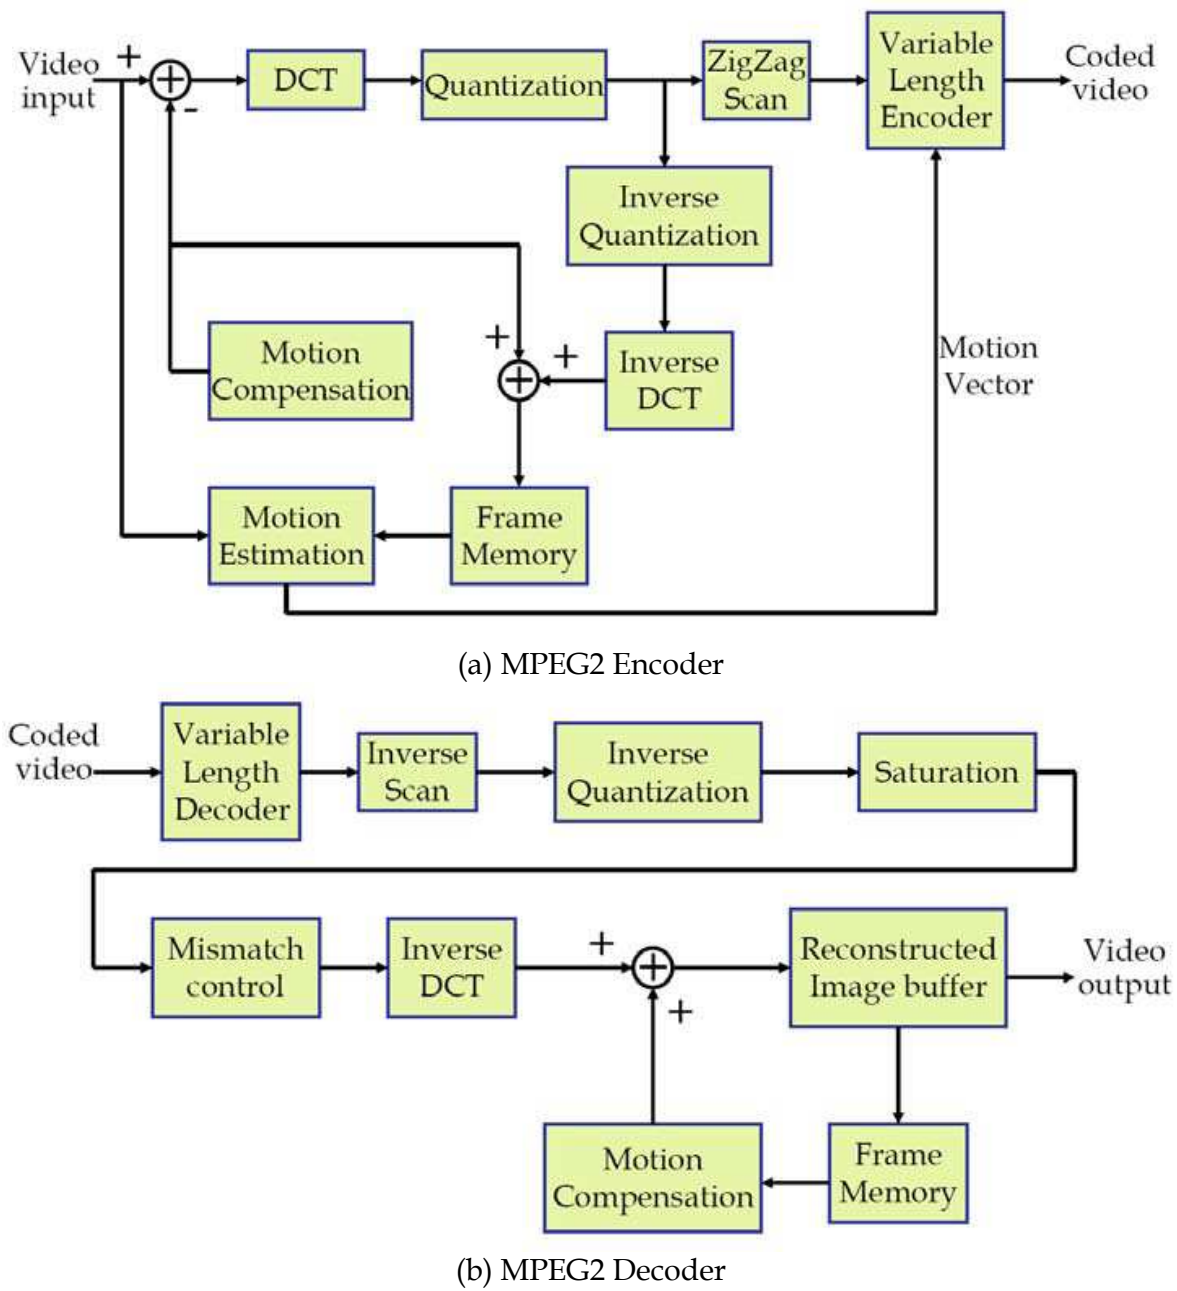 Video
input
+
-
DCT
Quantization
ZigZag
Scan
Variable
Length
Encoder
Coded
video
Inverse
Quantization
Motion
Compensation
+
+
+
Inverse
DCT
Motion
Vector
Motion
Estimation
Frame
Memory
(a) MPEG2 Encoder
Coded
video
Variable
Length
Decoder
Inverse
Scan
Inverse
Quantization
Saturation
Mismatch
control
Inverse
DCT
+
+
+
Reconstructed
Image buffer
Video
output
Motion
Compensation
Frame
Memory
(b) MPEG2 Decoder